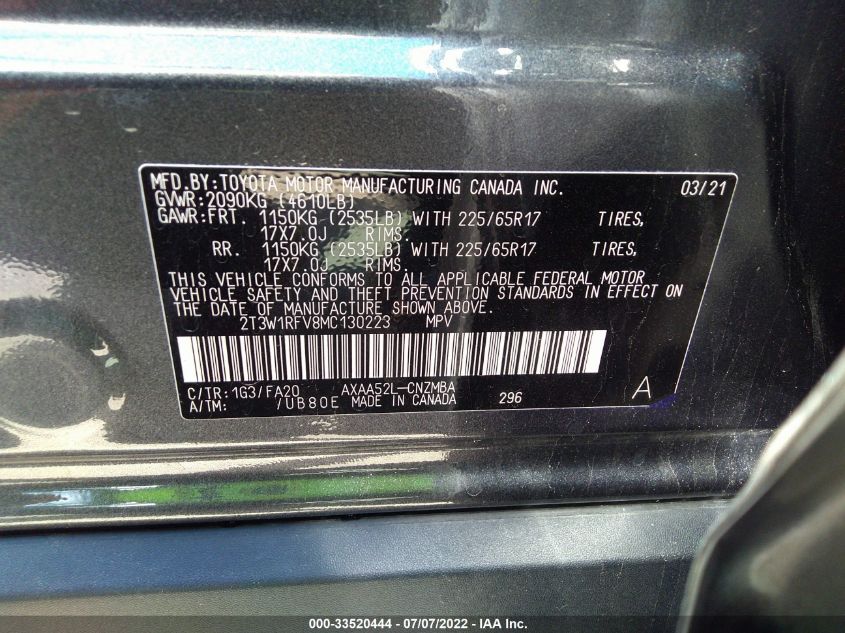 MFD.BY:TOYOTA MOTOR MANUFACTURING CANADA INC. 03/21
GVWR:2090KG (4610LB)
GAWR:FRT. 1150KG (2535LB) WITH 225/65R17 TIRES,
17X7.0J RIMS.
RR. 1150KG (2535LB) WITH 225/65R17 TIRES,
17X7.0J RIMS.
THIS VEHICLE CONFORMS TO ALL APPLICABLE FEDERAL MOTOR
VEHICLE SAFETY AND THEFT PREVENTION STANDARDS IN EFFECT ON
THE DATE OF MANUFACTURE SHOWN ABOVE.
2T3W1RFV8MC130223 MPV
C/TR:1G3/FA20 AXAA52L-CNZMBA
A/TM: /UB80E MADE IN CANADA 296 A
000-33520444 - 07/07/2022 - IAA Inc.